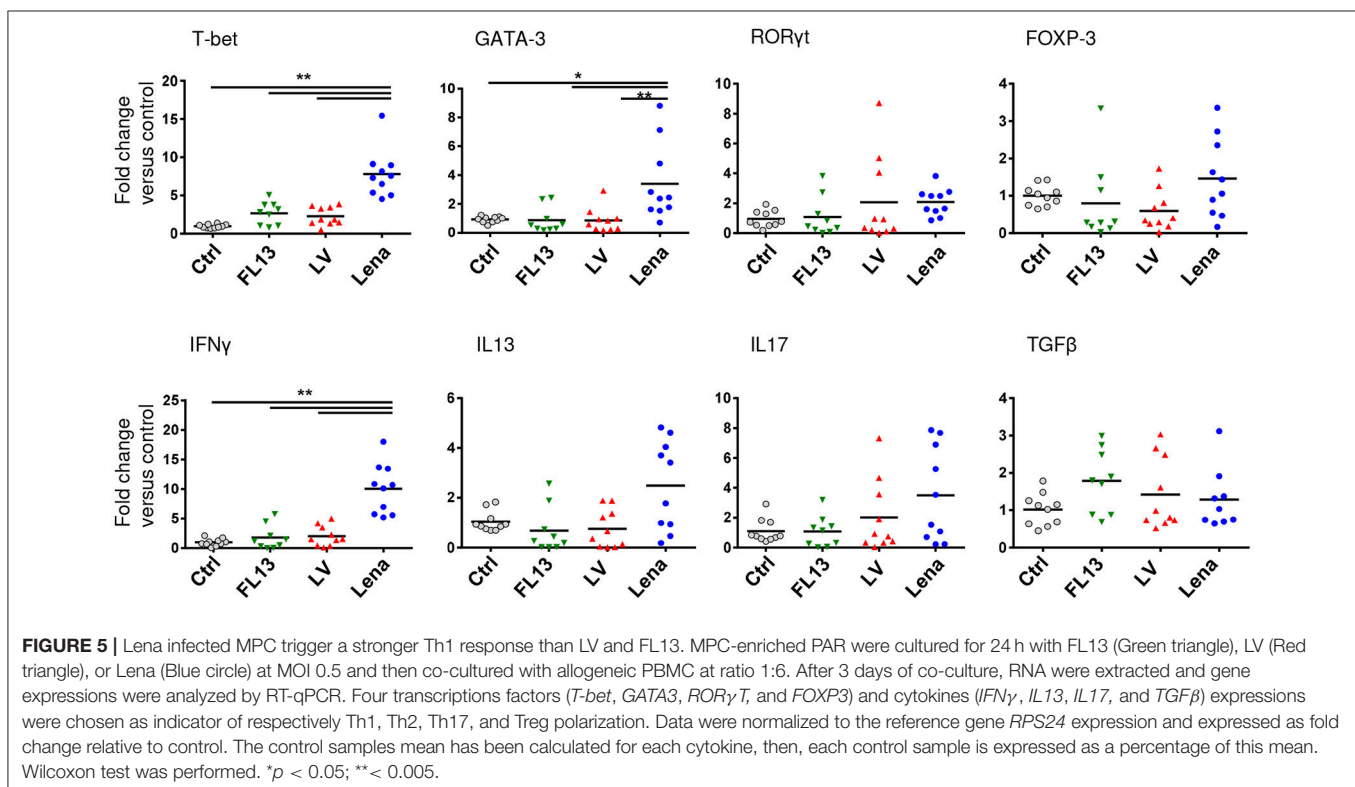 T-bet
GATA-3
RORγt
FOXP-3
Fold change
versus control
20
15
10
5
0
**
Ctrl
FL13
LV
Lena
10
8
6
4
2
0
*
**
Ctrl
FL13
LV
Lena
10
8
6
4
2
0
Ctrl
FL13
LV
Lena
4
3
2
1
0
Ctrl
FL13
LV
Lena
IFNγ
IL13
IL17
TGFβ
Fold change
versus control
25
20
15
10
5
0
**
Ctrl
FL13
LV
Lena
6
4
2
0
Ctrl
FL13
LV
Lena
10
8
6
4
2
0
Ctrl
FL13
LV
Lena
4
3
2
1
0
Ctrl
FL13
LV
Lena
FIGURE 5 | Lena infected MPC trigger a stronger Th1 response than LV and FL13. MPC-enriched PAR were cultured for 24 h with FL13 (Green triangle), LV (Red
triangle), or Lena (Blue circle) at MOI 0.5 and then co-cultured with allogeneic PBMC at ratio 1:6. After 3 days of co-culture, RNA were extracted and gene
expressions were analyzed by RT-qPCR. Four transcriptions factors (T-bet, GATA3, RORγT, and FOXP3) and cytokines (IFNγ, IL13, IL17, and TGFβ) expressions
were chosen as indicator of respectively Th1, Th2, Th17, and Treg polarization. Data were normalized to the reference gene RPS24 expression and expressed as fold
change relative to control. The control samples mean has been calculated for each cytokine, then, each control sample is expressed as a percentage of this mean.
Wilcoxon test was performed. *p < 0.05; **< 0.005.